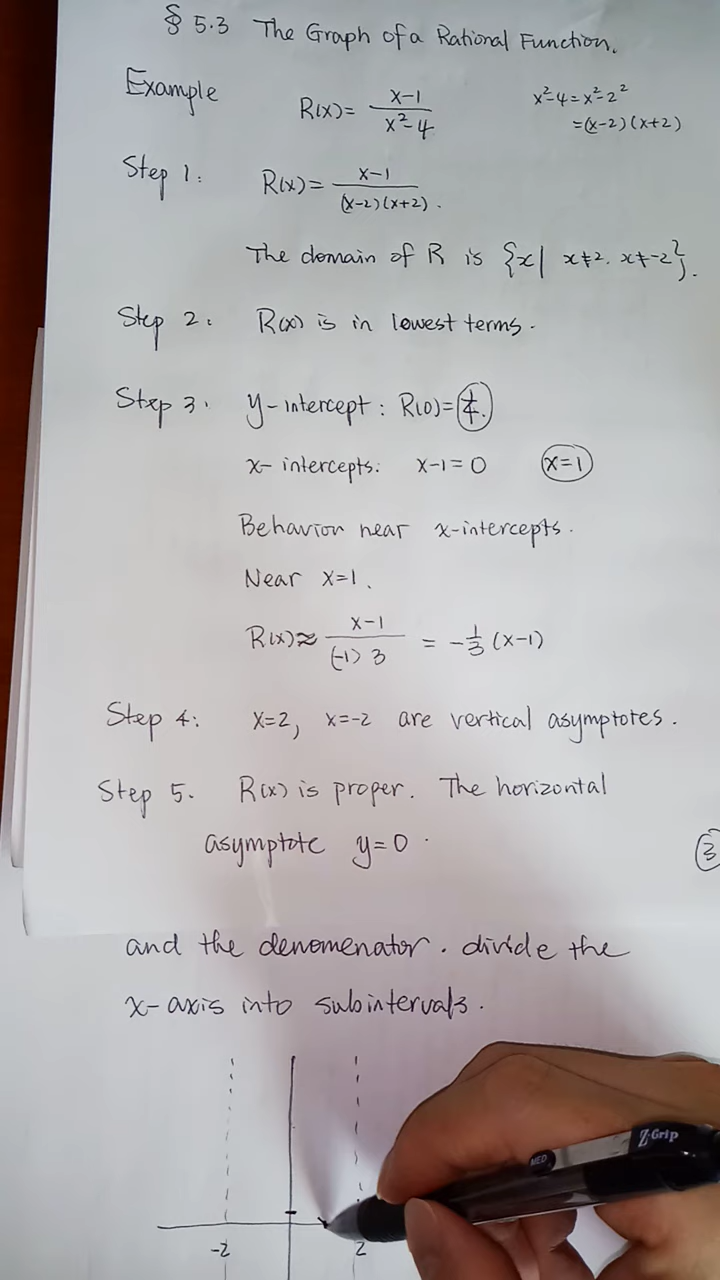 § 5.3 The Graph of a Rational Function.
Example R(x)= x-1 / x²-4 x²-4=x²-2²
=(x-2)(x+2)
Step 1: R(x)= x-1 / (x-2)(x+2).
The domain of R is {x| x≠2. x≠-2}.
Step 2: R(x) is in lowest terms.
Step 3. y-intercept: R(0)=1/4.
x-intercepts: x-1=0 x=1
Behavior near x-intercepts.
Near x=1.
R(x)≈ x-1 / (-1) 3 = -1/3 (x-1)
Step 4: x=2, x=-2 are vertical asymptotes.
Step 5. R(x) is proper. The horizontal
asymptote y=0.
3
and the denomenator. divide the
x-axis into subintervals.
Z-Grip
MED
-2 2